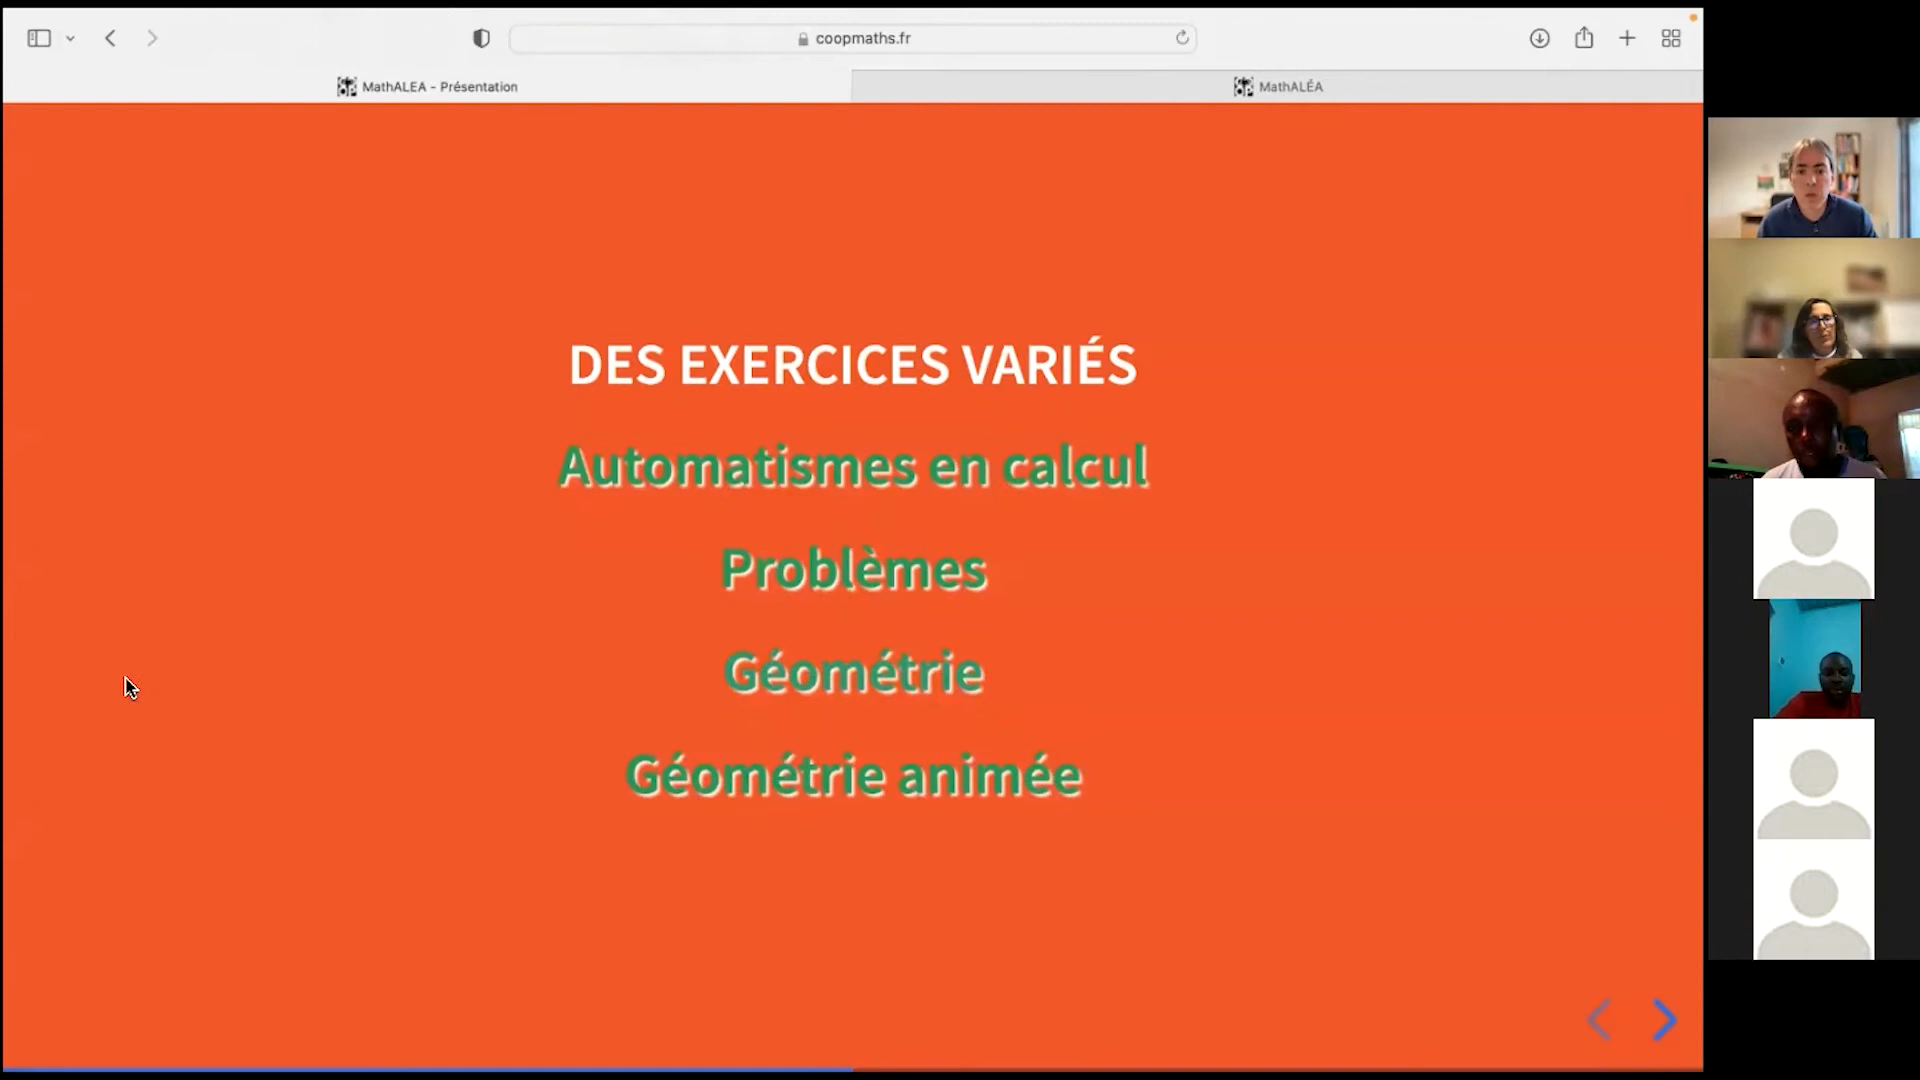 coopmaths.fr
MathALEA - Présentation
MathALÉA
DES EXERCICES VARIÉS
Automatismes en calcul
Problèmes
Géométrie
Géométrie animée